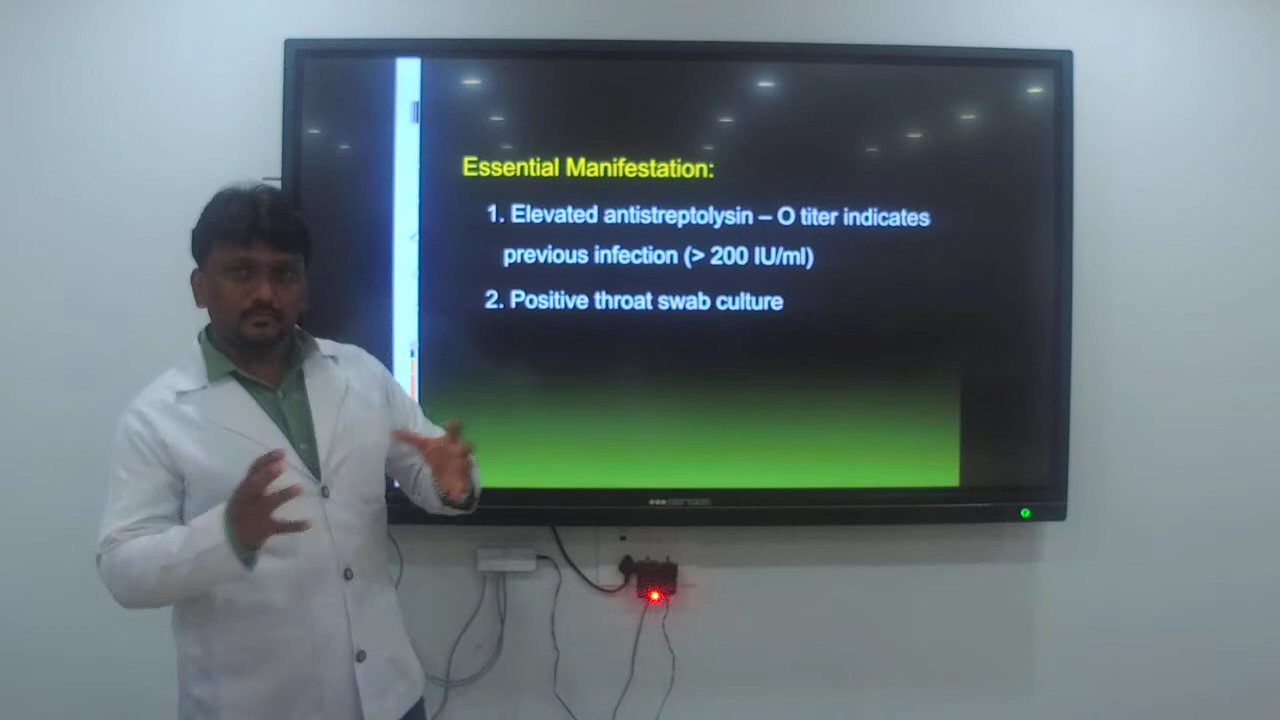 Essential Manifestation:
1. Elevated antistreptolysin – O titer indicates
previous infection (> 200 IU/ml)
2. Positive throat swab culture